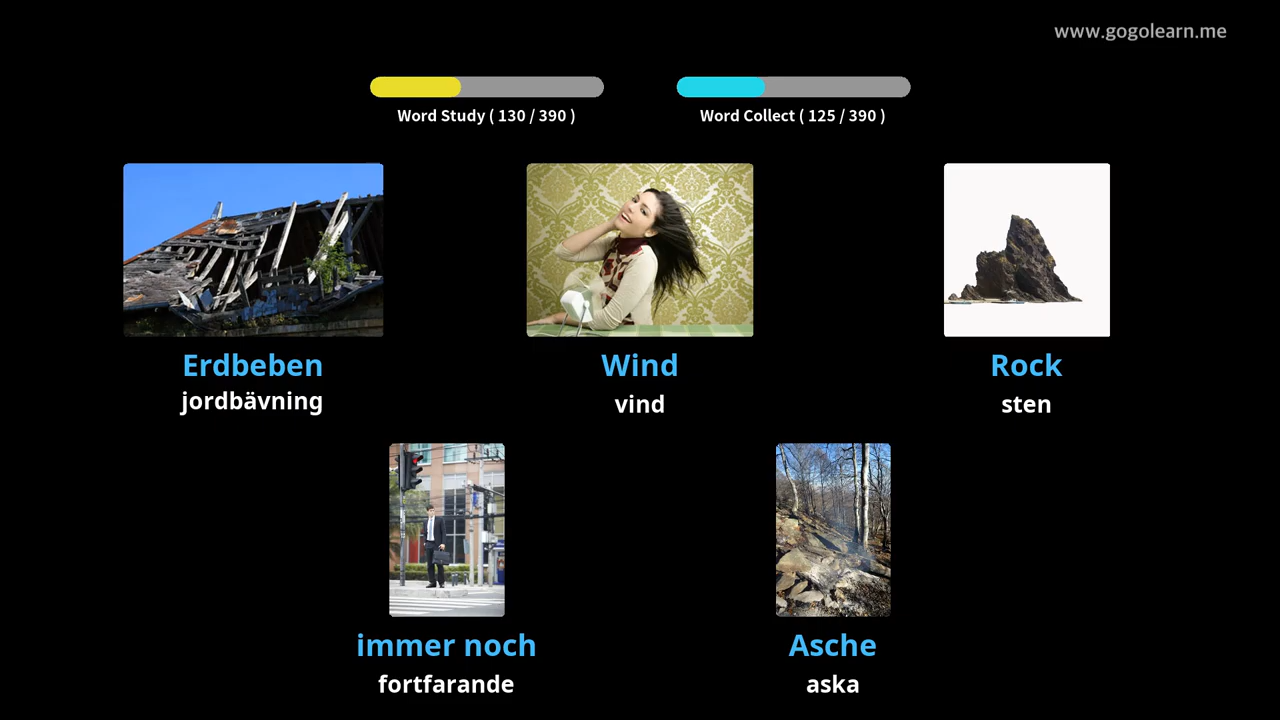 www.gogolearn.me
Word Study ( 130 / 390 )
Word Collect ( 125 / 390 )
Erdbeben
jordbävning
Wind
vind
Rock
sten
immer noch
fortfarande
Asche
aska